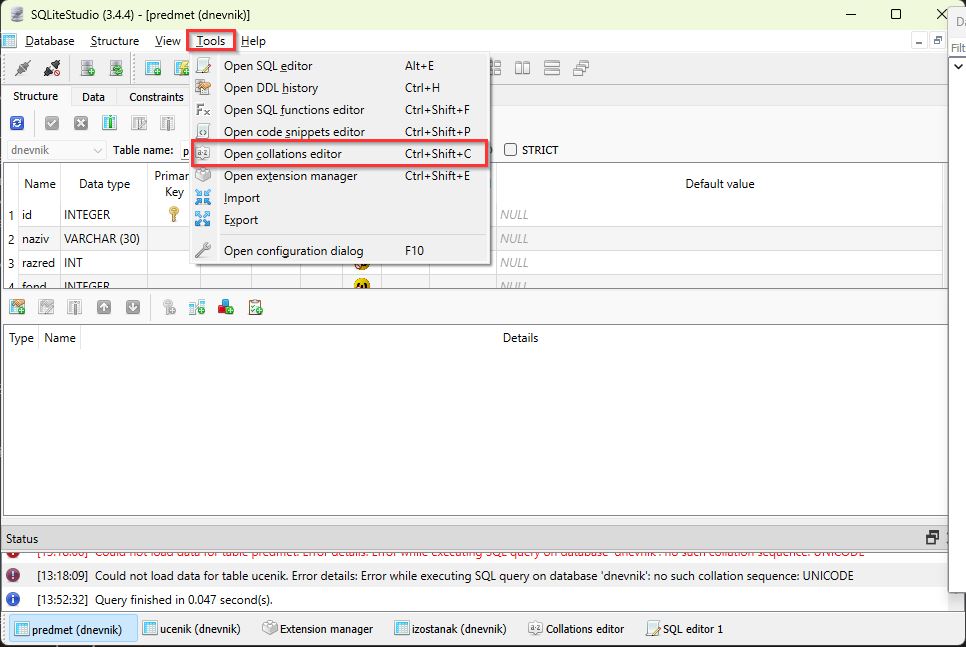 SQLiteStudio (3.4.4) - [predmet (dnevnik)]
Database Structure View Tools Help
Open SQL editor Alt+E
Open DDL history Ctrl+H
Open SQL functions editor Ctrl+Shift+F
Open code snippets editor Ctrl+Shift+P
Open collations editor Ctrl+Shift+C
Open extension manager Ctrl+Shift+E
Import
Export
Open configuration dialog F10
Structure Data Constraints
dnevnik Table name: STRICT
Name Data type Primar Default value
Key
1 id INTEGER NULL
2 naziv VARCHAR (30) NULL
3 razred INT NULL
4 fond INTEGER NULL
Type Name Details
Status
[13:18:06] Could not load data for table predmet. Error details: Error while executing SQL query on database 'dnevnik': no such collation sequence: UNICODE
[13:18:09] Could not load data for table ucenik. Error details: Error while executing SQL query on database 'dnevnik': no such collation sequence: UNICODE
[13:52:32] Query finished in 0.047 second(s).
predmet (dnevnik) ucenik (dnevnik) Extension manager izostanak (dnevnik) Collations editor SQL editor 1